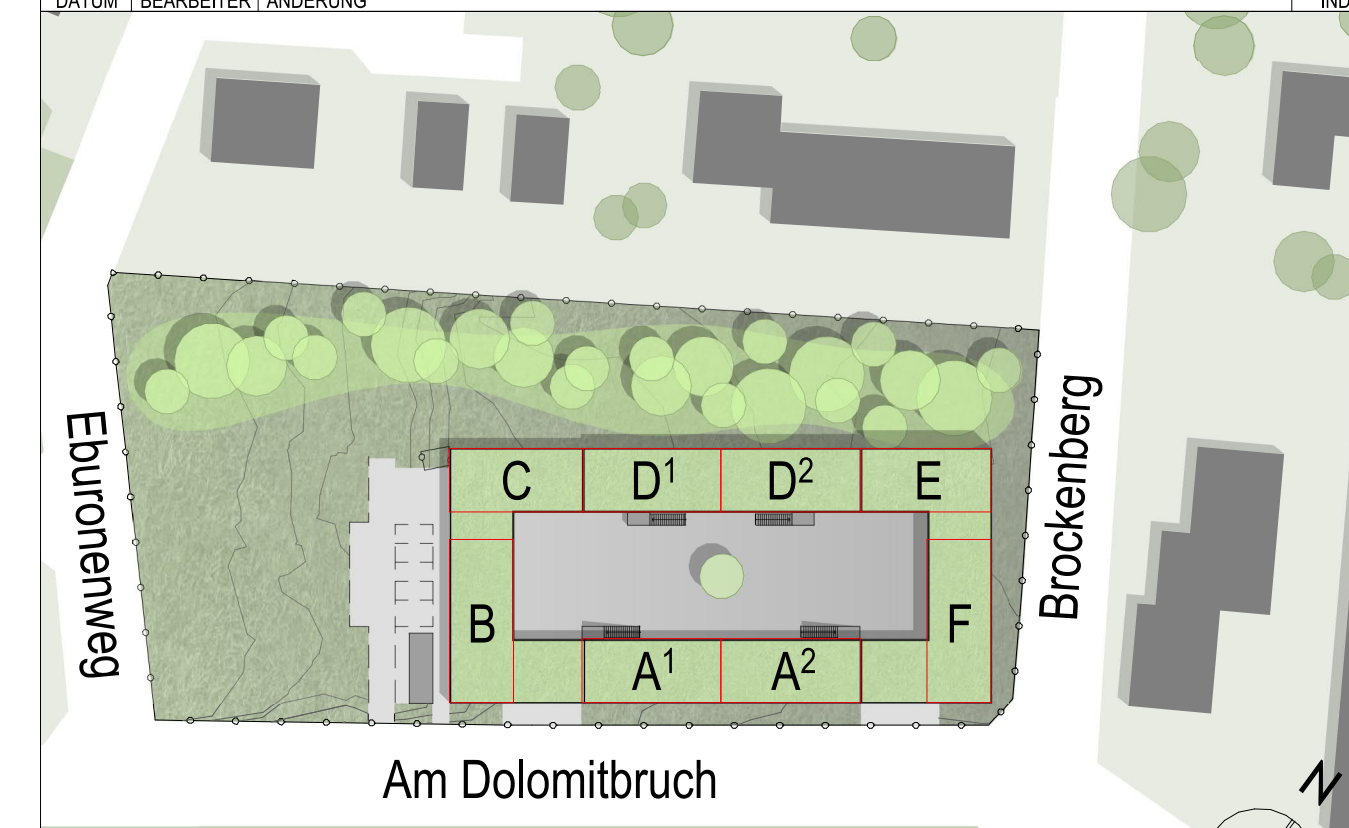 DATUM BEARBEITER ÄNDERUNG
Eburonenweg
Brockenberg
C D¹ D² E
B F
A¹ A²
Am Dolomitbruch
N